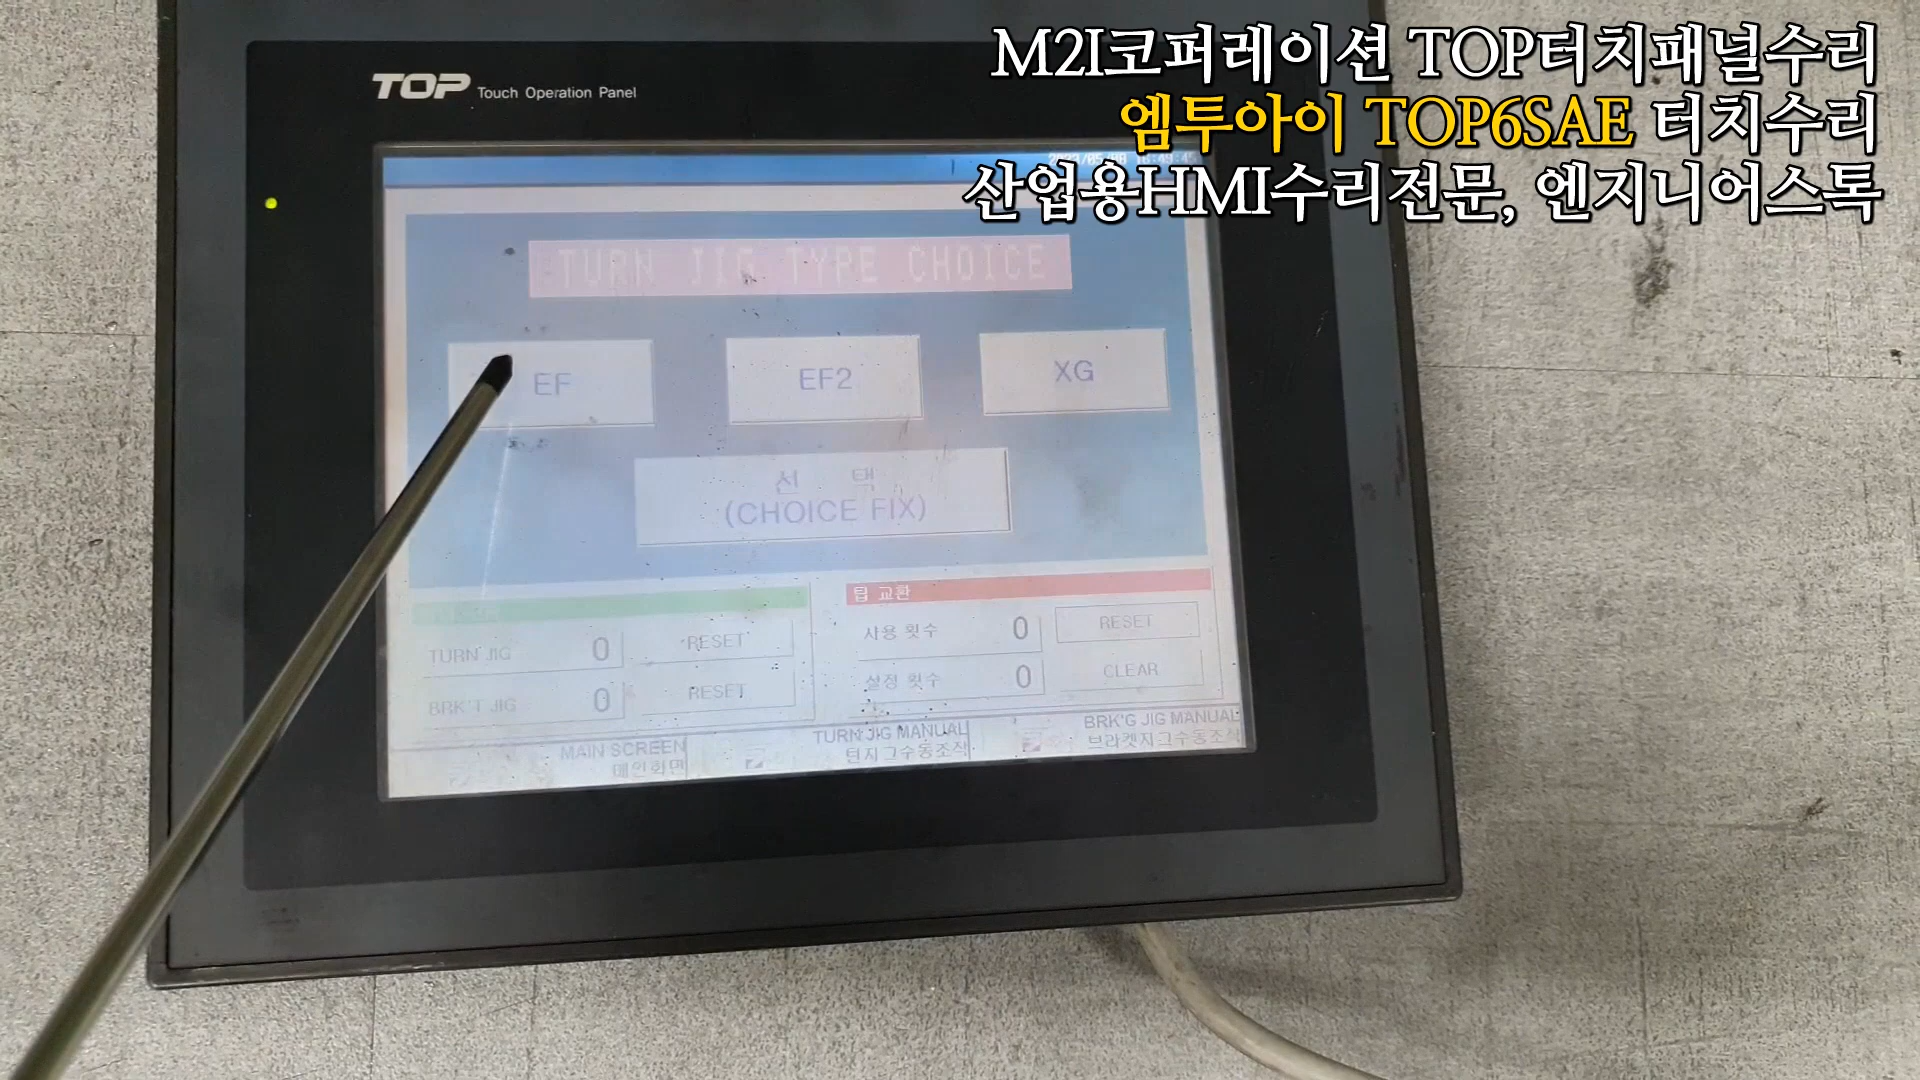 M2I코퍼레이션 TOP터치패널수리
엠투아이 TOP6SAE 터치수리
산업용HMI수리전문, 엔지니어스톡
TOP Touch Operation Panel
TURN JIG TYPE CHOICE
EF EF2 XG
선 택
(CHOICE FIX)
팁 교환
TURN JIG 0 RESET
BRK'T JIG 0 RESET
사용 횟수 0 RESET
설정 횟수 0 CLEAR
MAIN SCREEN
메인화면
TURN JIG MANUAL
턴지그수동조작
BRK'G JIG MANUAL
브라켓지그수동조작